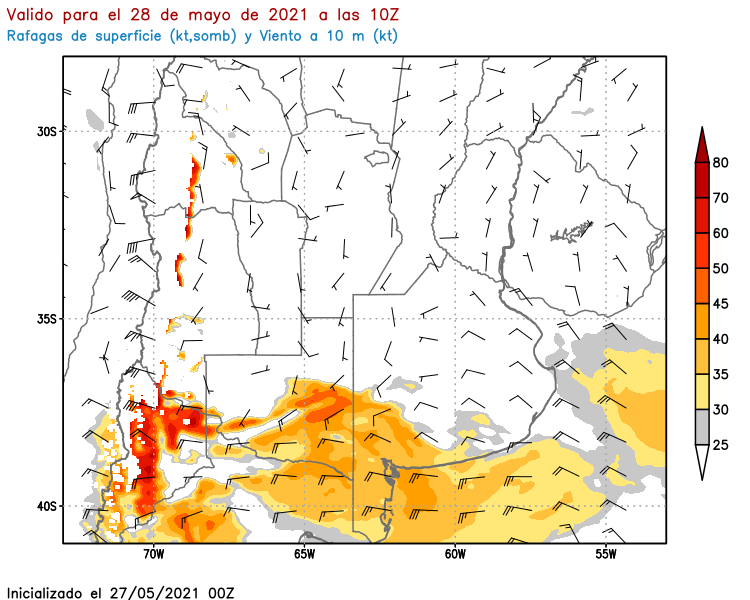 Valido para el 28 de mayo de 2021 a las 10Z
Rafagas de superficie (kt,somb) y Viento a 10 m (kt)
30S
35S
40S
70W
65W
60W
55W
80
70
60
50
45
40
35
30
25
Inicializado el 27/05/2021 00Z